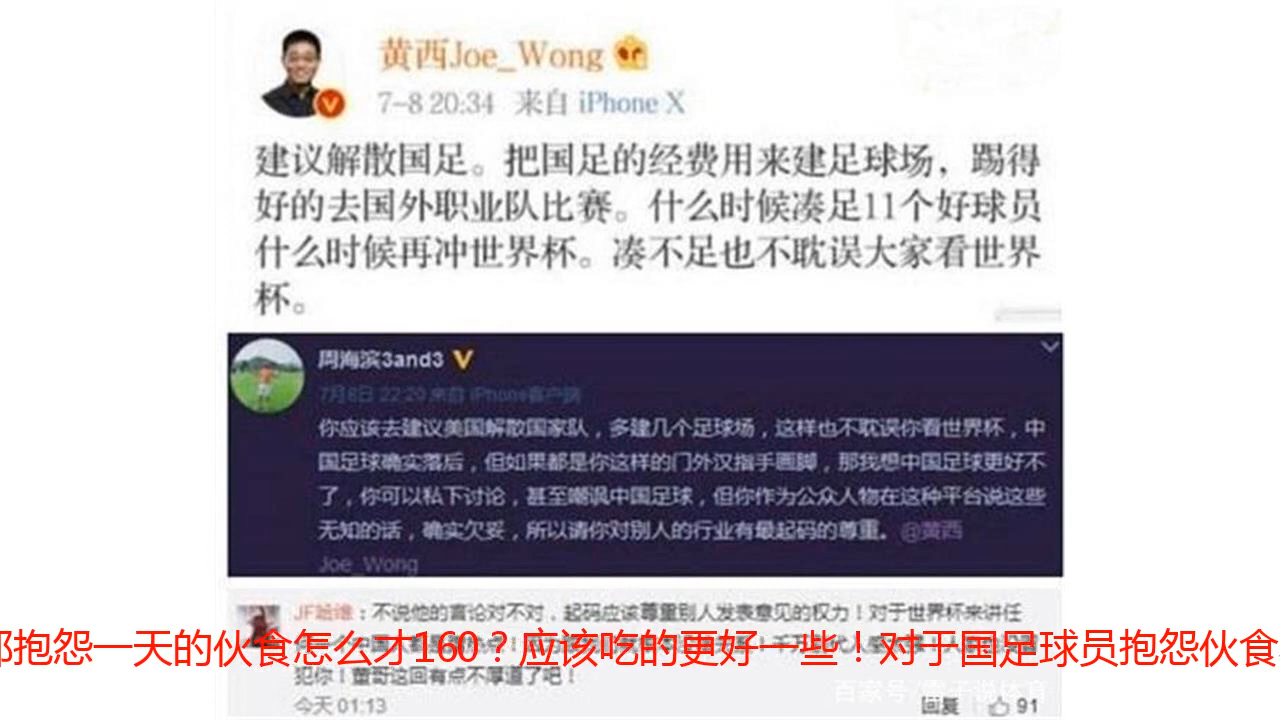 黄西Joe_Wong
7-8 20:34 来自 iPhone X
建议解散国足。把国足的经费用来建足球场，踢得
好的去国外职业队比赛。什么时候凑足11个好球员
什么时候再冲世界杯。凑不足也不耽误大家看世界
杯。
周海滨3and3
7月8日 22:20 来自 iPhone客户端
你应该去建议美国解散国家队，多建几个足球场，这样也不耽误你看世界杯，中
国足球确实落后，但如果都是你这样的门外汉指手画脚，那我想中国足球更好不
了，你可以私下讨论，甚至嘲讽中国足球，但你作为公众人物在这种平台说这些
无知的话，确实欠妥，所以请你对别人的行业有最起码的尊重。@黄西
Joe_Wong
JF哈维：不说他的言论对不对，起码应该尊重别人发表意见的权力！对于世界杯来讲任
都抱怨一天的伙食怎么才160？应该吃的更好一些！对于国足球员抱怨伙食
犯你！董哥这回有点不厚道了吧！
百家号/電子说体育
今天 01:13
回复
91